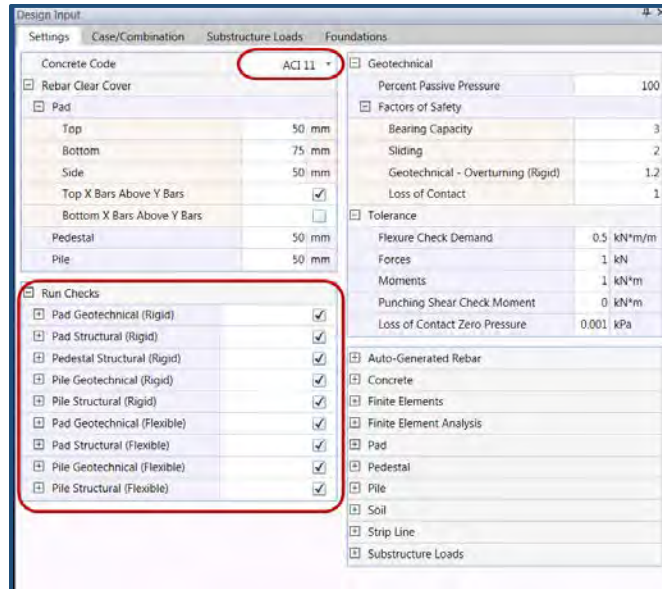 Design Input
Settings Case/Combination Substructure Loads Foundations
Concrete Code ACI 11
Rebar Clear Cover
Pad
Top 50 mm
Bottom 75 mm
Side 50 mm
Top X Bars Above Y Bars
Bottom X Bars Above Y Bars
Pedestal 50 mm
Pile 50 mm
Run Checks
Pad Geotechnical (Rigid)
Pad Structural (Rigid)
Pedestal Structural (Rigid)
Pile Geotechnical (Rigid)
Pile Structural (Rigid)
Pad Geotechnical (Flexible)
Pad Structural (Flexible)
Pile Geotechnical (Flexible)
Pile Structural (Flexible)
Geotechnical
Percent Passive Pressure 100
Factors of Safety
Bearing Capacity 3
Sliding 2
Geotechnical - Overturning (Rigid) 1.2
Loss of Contact 1
Tolerance
Flexure Check Demand 0.5 kN*m/m
Forces 1 kN
Moments 1 kN*m
Punching Shear Check Moment 0 kN*m
Loss of Contact Zero Pressure 0.001 kPa
Auto-Generated Rebar
Concrete
Finite Elements
Finite Element Analysis
Pad
Pedestal
Pile
Soil
Strip Line
Substructure Loads